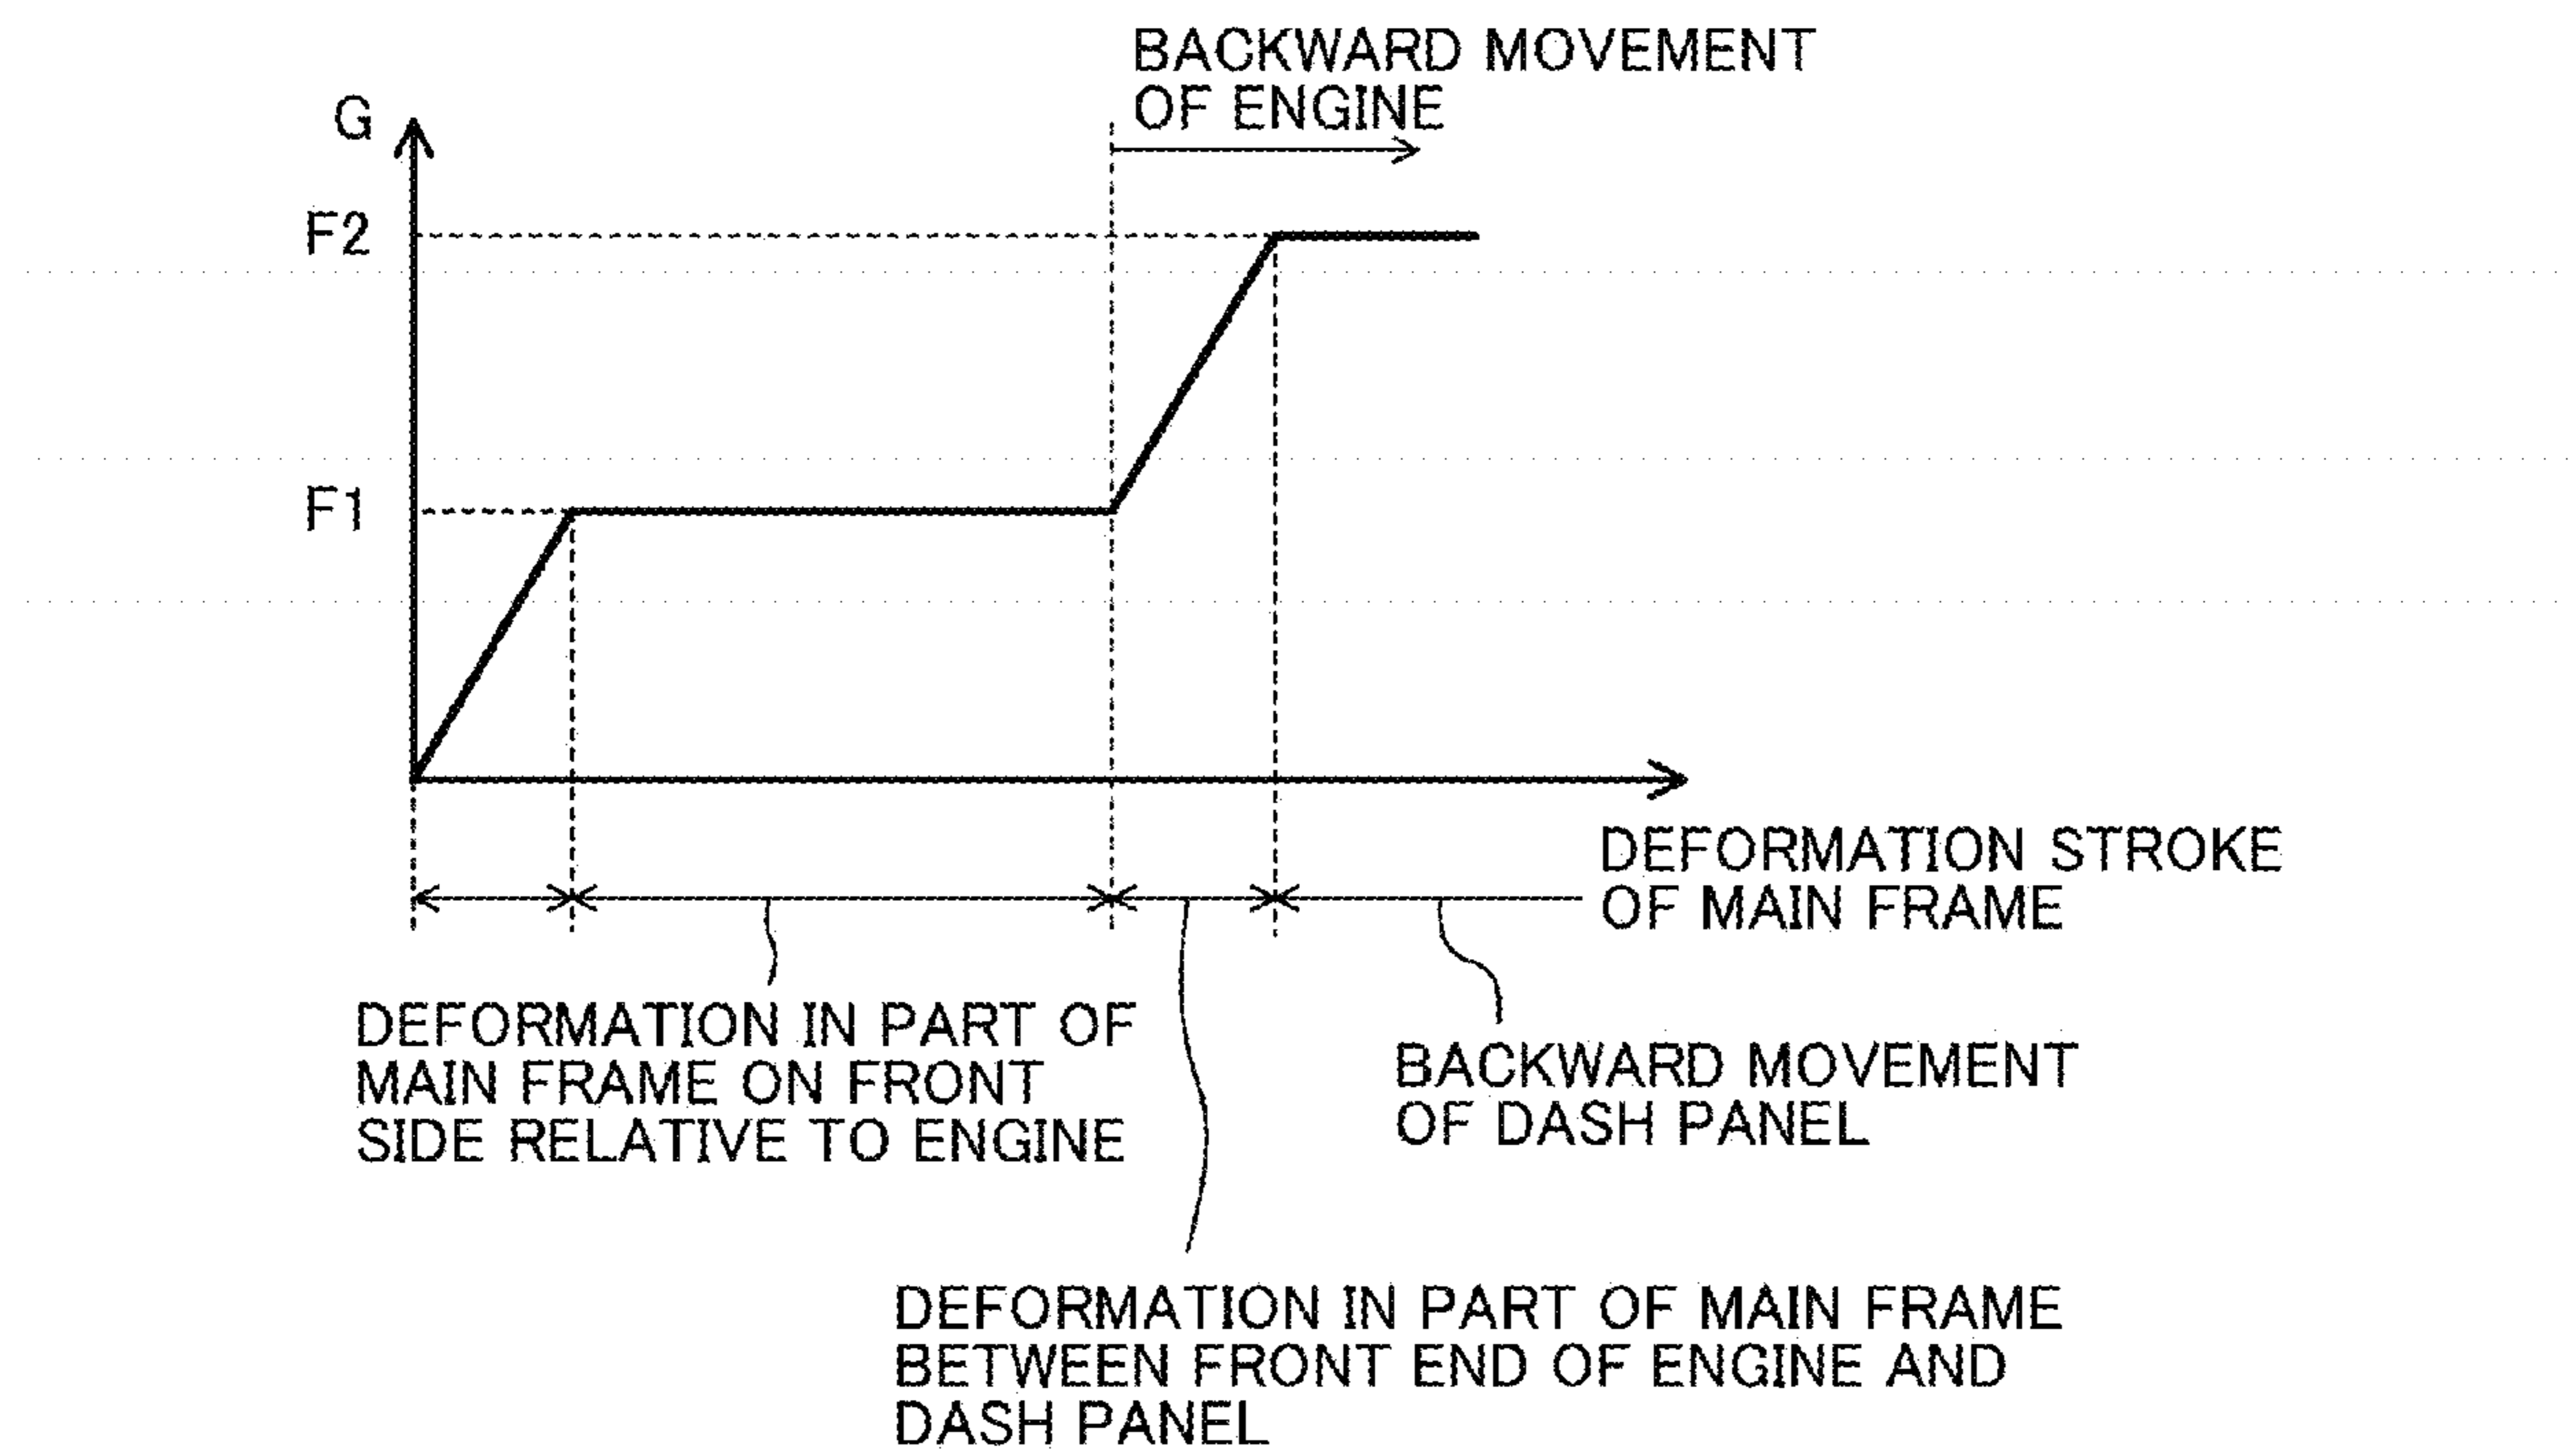 BACKWARD MOVEMENT
OF ENGINE
G
F2
F1
DEFORMATION STROKE
OF MAIN FRAME
DEFORMATION IN PART OF
MAIN FRAME ON FRONT
SIDE RELATIVE TO ENGINE
BACKWARD MOVEMENT
OF DASH PANEL
DEFORMATION IN PART OF MAIN FRAME
BETWEEN FRONT END OF ENGINE AND
DASH PANEL